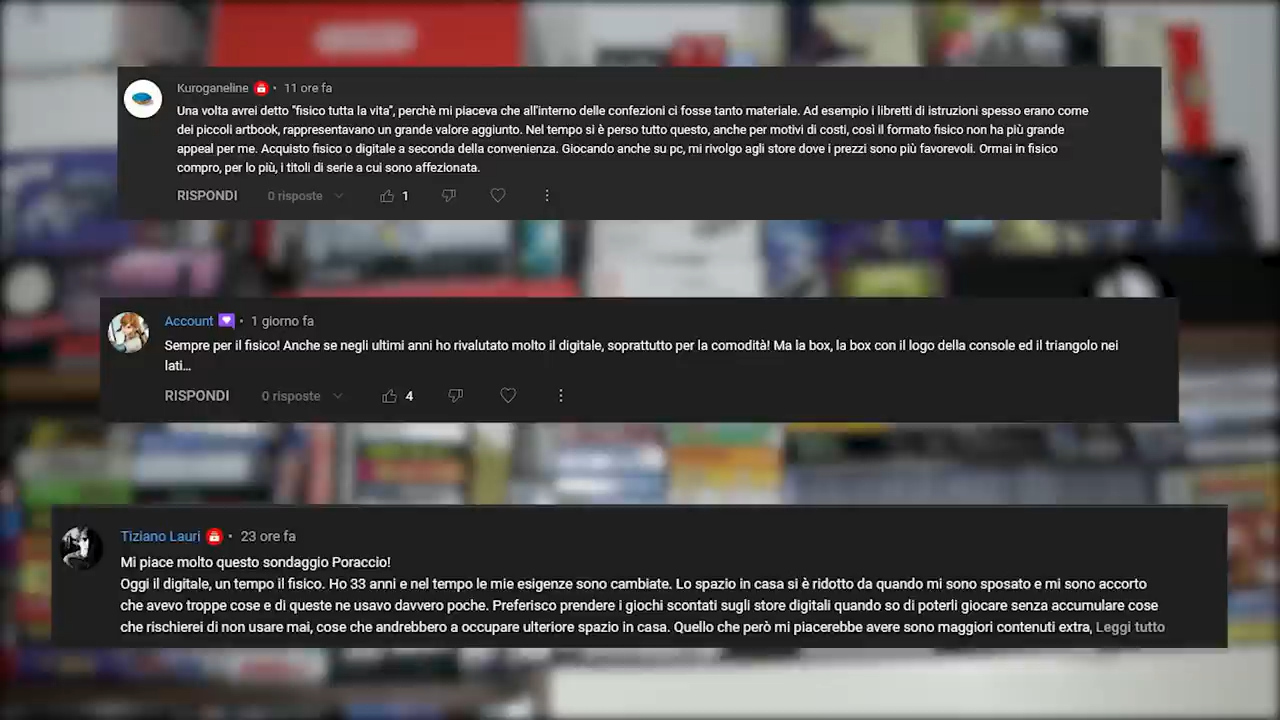 Kuroganeline • 11 ore fa
Una volta avrei detto "fisico tutta la vita", perchè mi piaceva che all'interno delle confezioni ci fosse tanto materiale. Ad esempio i libretti di istruzioni spesso erano come
dei piccoli artbook, rappresentavano un grande valore aggiunto. Nel tempo si è perso tutto questo, anche per motivi di costi, così il formato fisico non ha più grande
appeal per me. Acquisto fisico o digitale a seconda della convenienza. Giocando anche su pc, mi rivolgo agli store dove i prezzi sono più favorevoli. Ormai in fisico
compro, per lo più, i titoli di serie a cui sono affezionata.
RISPONDI 0 risposte 1
Account • 1 giorno fa
Sempre per il fisico! Anche se negli ultimi anni ho rivalutato molto il digitale, soprattutto per la comodità! Ma la box, la box con il logo della console ed il triangolo nei
lati...
RISPONDI 0 risposte 4
Tiziano Lauri • 23 ore fa
Mi piace molto questo sondaggio Poraccio!
Oggi il digitale, un tempo il fisico. Ho 33 anni e nel tempo le mie esigenze sono cambiate. Lo spazio in casa si è ridotto da quando mi sono sposato e mi sono accorto
che avevo troppe cose e di queste ne usavo davvero poche. Preferisco prendere i giochi scontati sugli store digitali quando so di poterli giocare senza accumulare cose
che rischierei di non usare mai, cose che andrebbero a occupare ulteriore spazio in casa. Quello che però mi piacerebbe avere sono maggiori contenuti extra, Leggi tutto